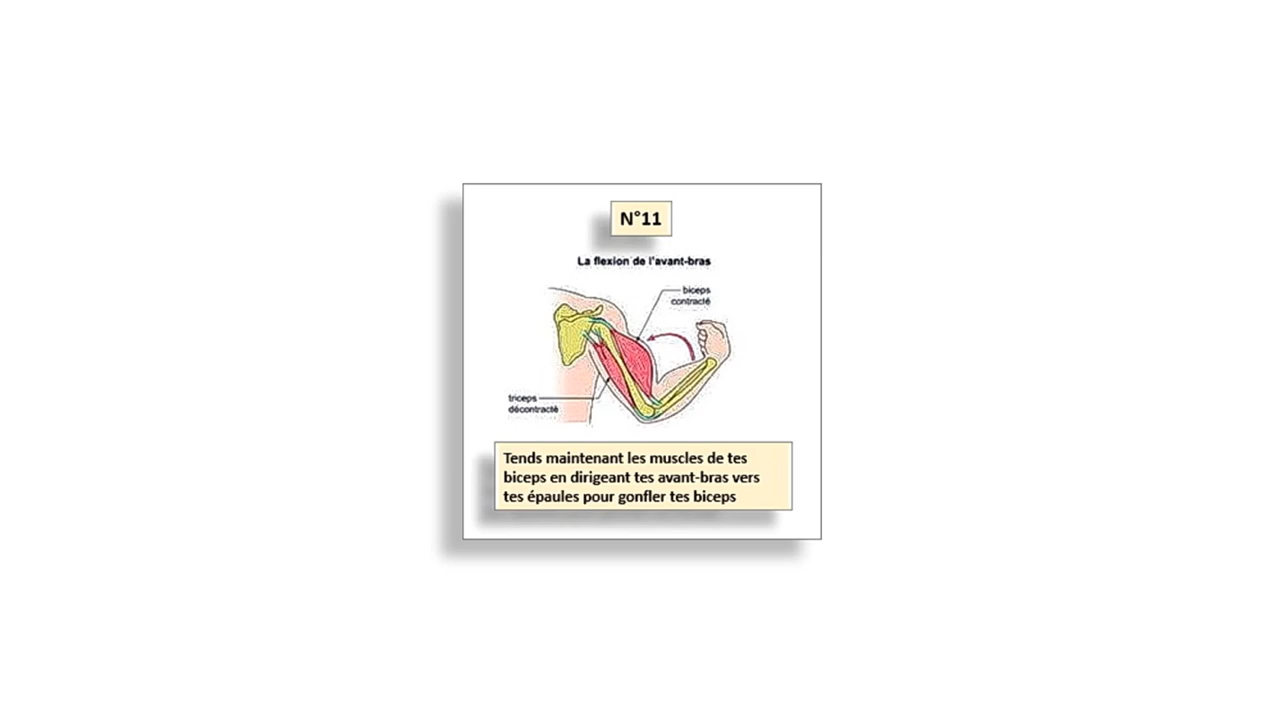 N°11
La flexion de l'avant-bras
biceps
contracté
triceps
décontracté
Tends maintenant les muscles de tes
biceps en dirigeant tes avant-bras vers
tes épaules pour gonfler tes biceps